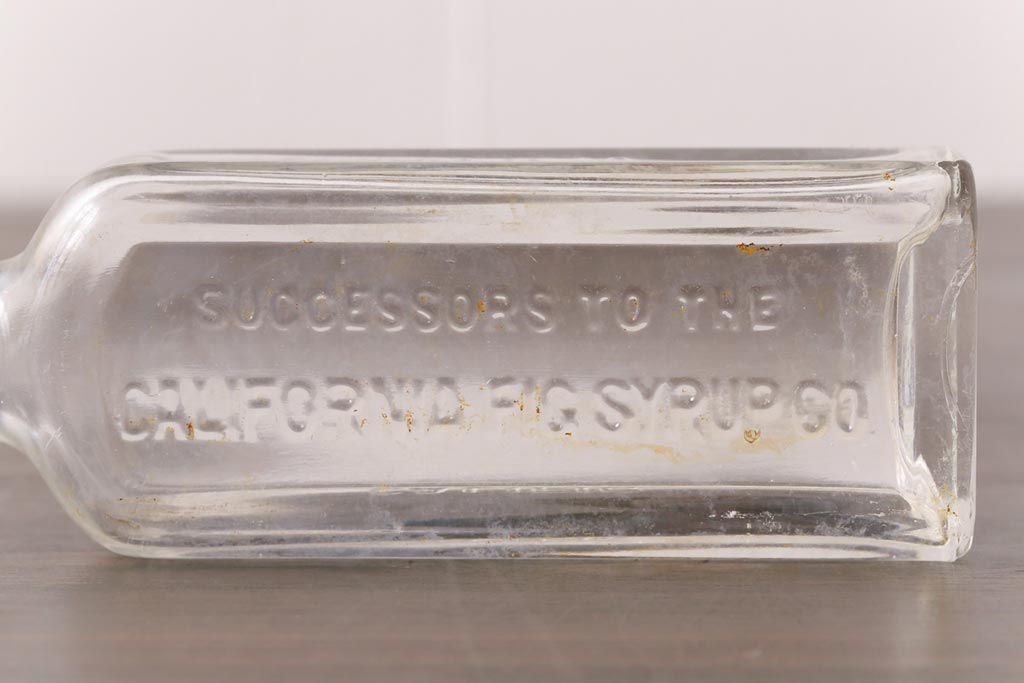 SUCCESSORS TO THE
CALIFORNIA FIG SYRUP CO